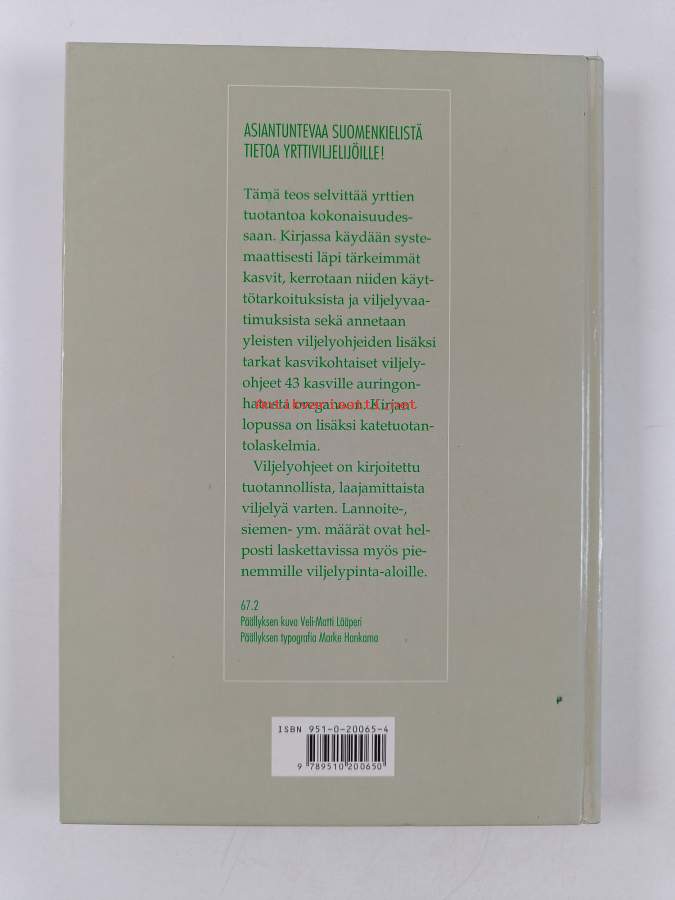 ASIANTUNTEVAA SUOMENKIELISTÄ
TIETOA YRTTIVILJELIJÖILLE!
Tämä teos selvittää yrttien
tuotantoa kokonaisuudes-
saan. Kirjassa käydään syste-
maattisesti läpi tärkeimmät
kasvit, kerrotaan niiden käyt-
tötarkoituksista ja viljelyvaa-
timuksista sekä annetaan
yleisten viljelyohjeiden lisäksi
tarkat kasvikohtaiset viljely-
ohjeet 43 kasville auringon-
hatusta oreganoon. Kirjan
lopussa on lisäksi katetuotan-
tolaskelmia.
Viljelyohjeet on kirjoitettu
tuotannollista, laajamittaista
viljelyä varten. Lannoite-,
siemen- ym. määrät ovat hel-
posti laskettavissa myös pie-
nemmille viljelypinta-aloille.
67.2
Päällyksen kuva Veli-Matti Lääperi
Päällyksen typografia Marke Hankama
ISBN 951-0-20065-4
9 789510 200650